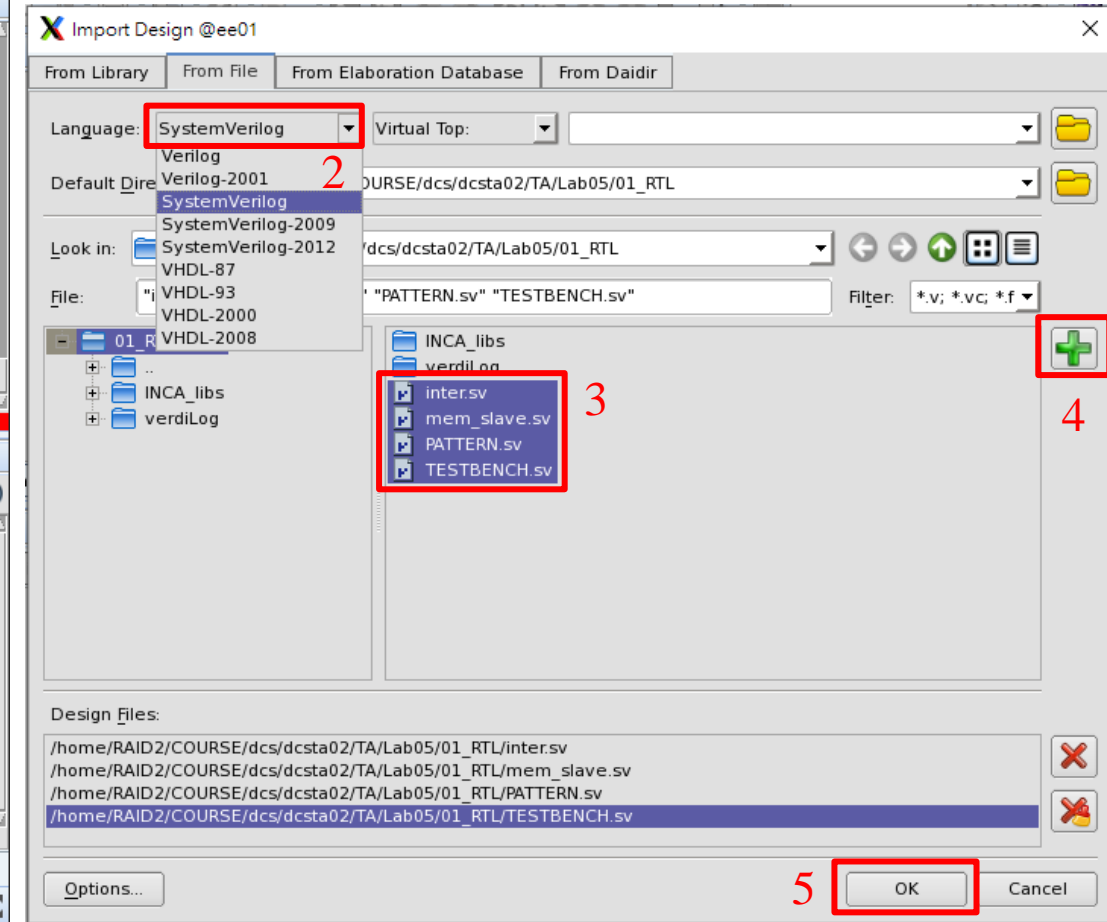 Import Design @ee01
From Library From File From Elaboration Database From Daidir
Language: SystemVerilog Virtual Top:
2
Verilog
Verilog-2001
SystemVerilog
SystemVerilog-2009
SystemVerilog-2012
VHDL-87
VHDL-93
VHDL-2000
VHDL-2008
Default Dire OURSE/dcs/dcsta02/TA/Lab05/01_RTL
Look in: /dcs/dcsta02/TA/Lab05/01_RTL
File: "i " "PATTERN.sv" "TESTBENCH.sv" Filter: *.v; *.vc; *.f
01_R
..
INCA_libs
verdiLog
INCA_libs
verdiLog
inter.sv
mem_slave.sv
PATTERN.sv
TESTBENCH.sv
3
4
Design Files:
/home/RAID2/COURSE/dcs/dcsta02/TA/Lab05/01_RTL/inter.sv
/home/RAID2/COURSE/dcs/dcsta02/TA/Lab05/01_RTL/mem_slave.sv
/home/RAID2/COURSE/dcs/dcsta02/TA/Lab05/01_RTL/PATTERN.sv
/home/RAID2/COURSE/dcs/dcsta02/TA/Lab05/01_RTL/TESTBENCH.sv
Options... 5 OK Cancel